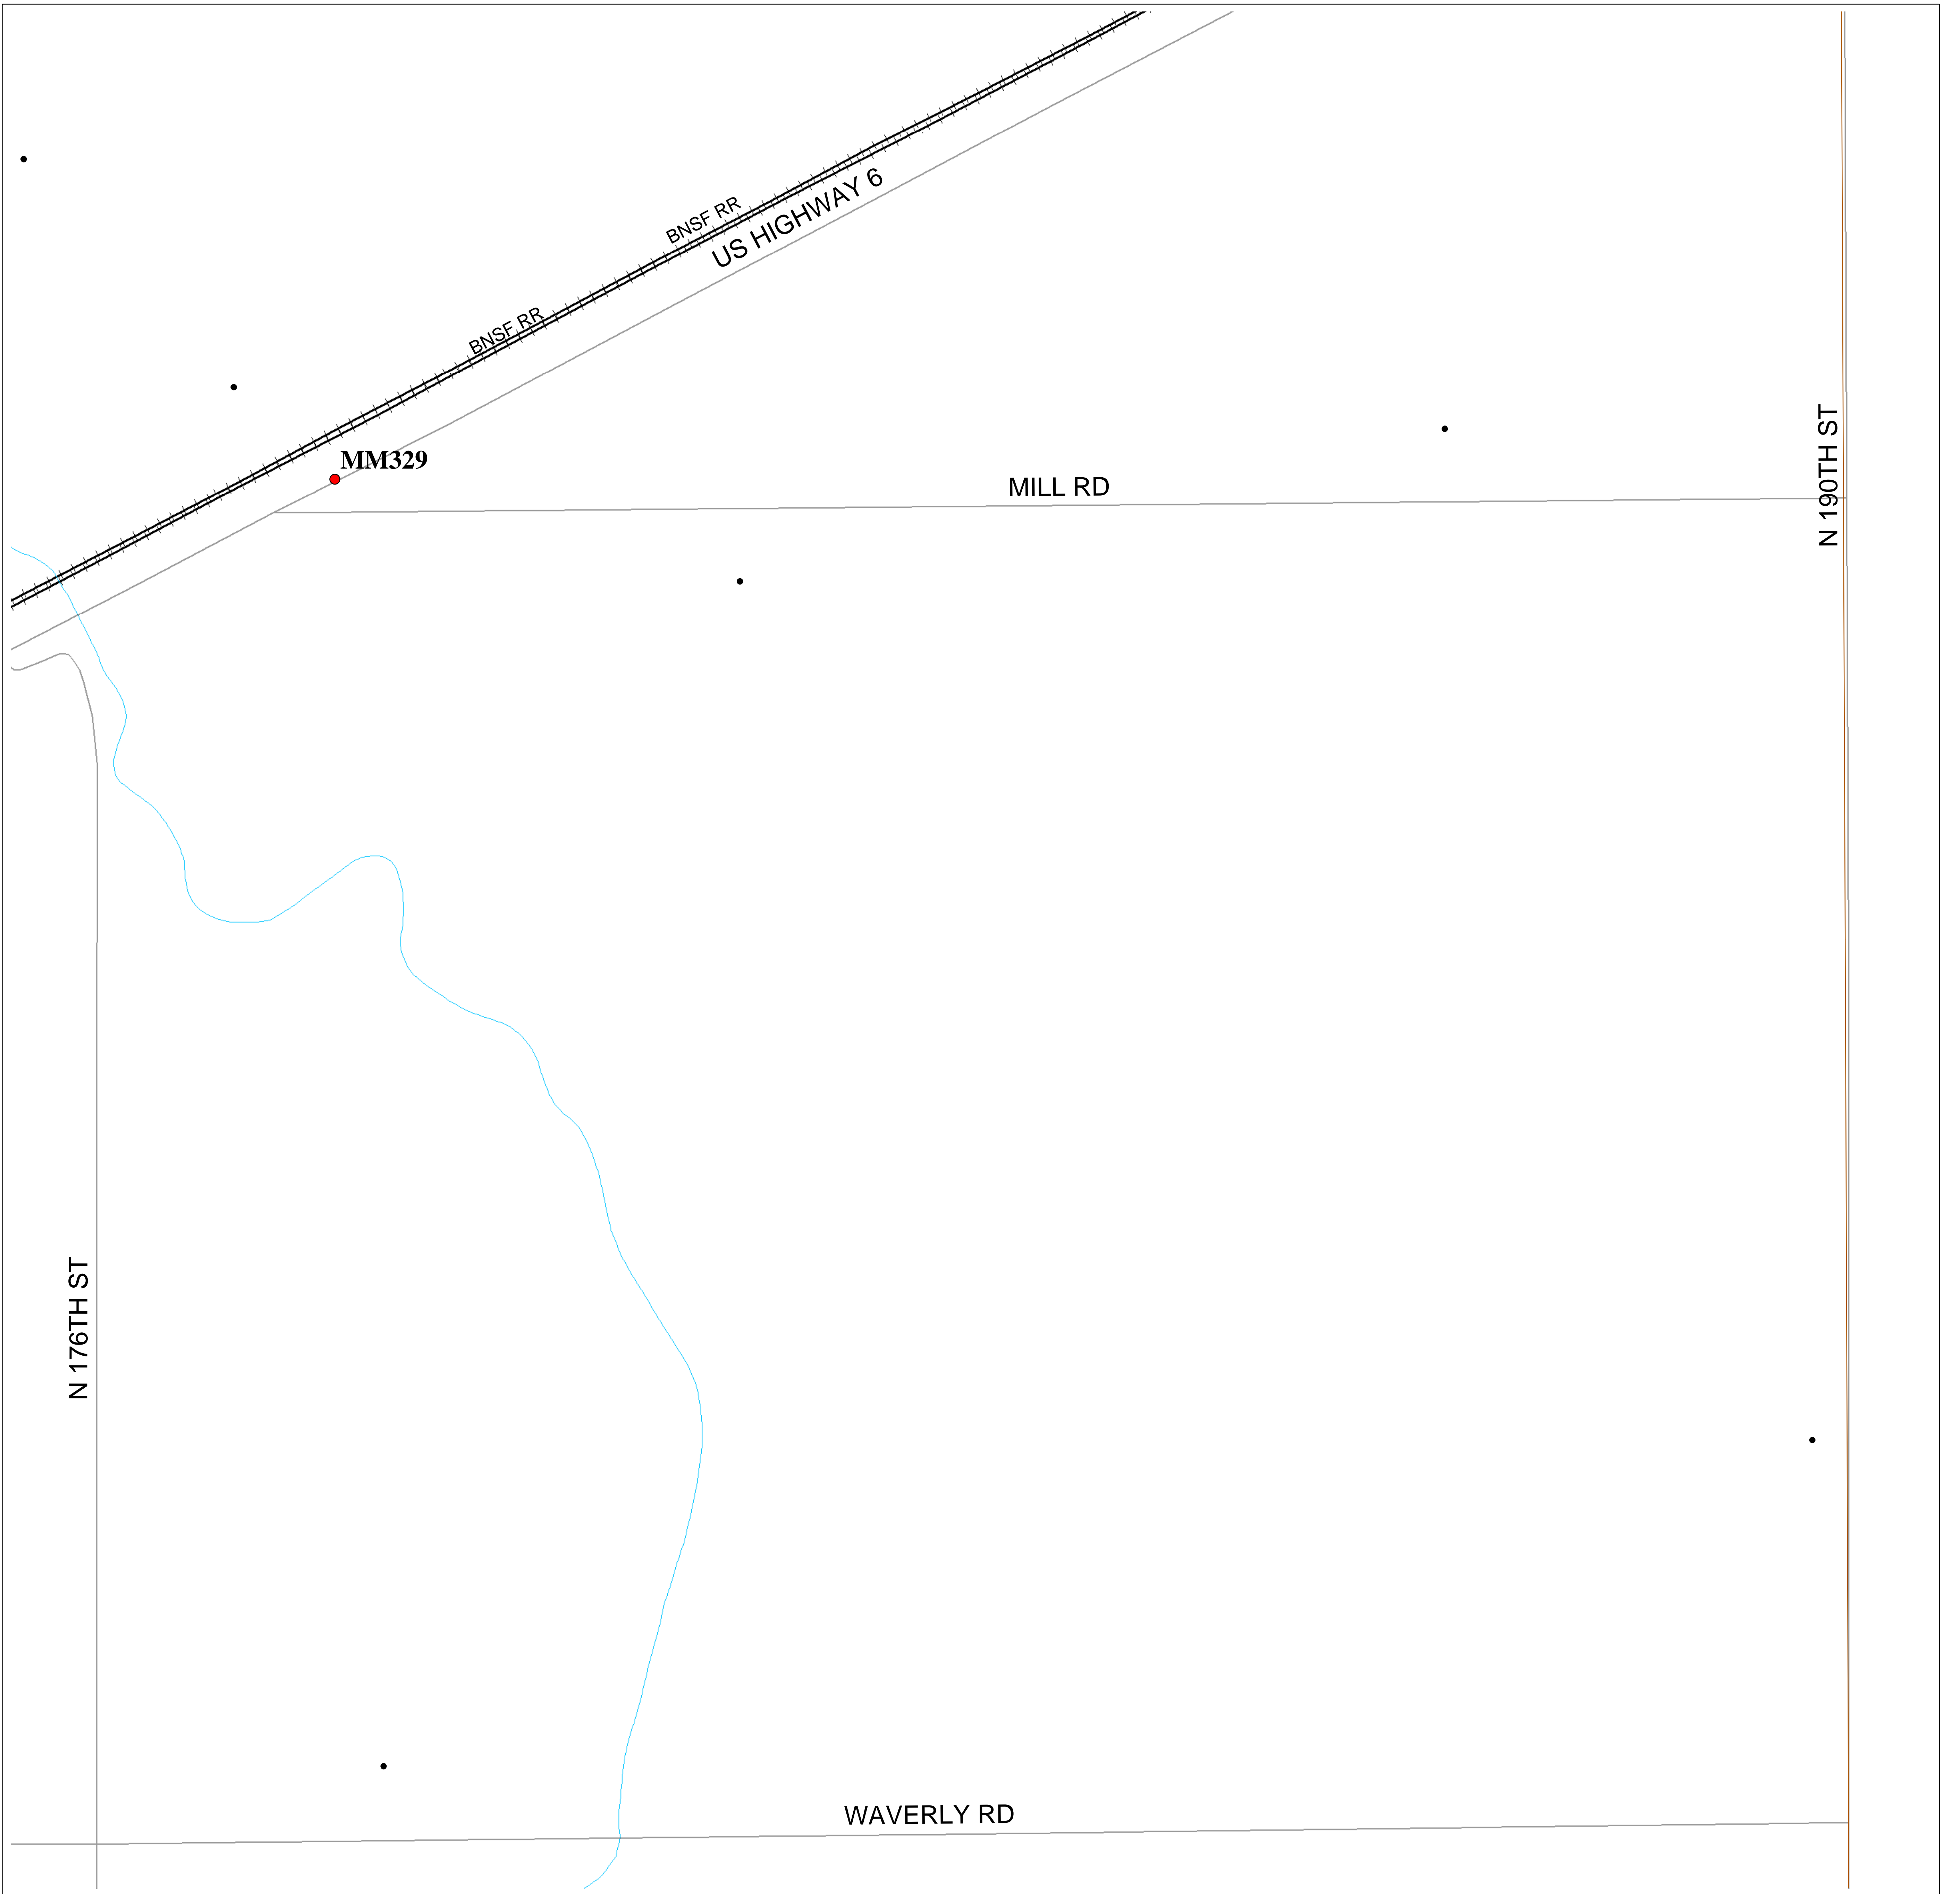 BNSF RR
US HIGHWAY 6
BNSF RR
MM329
MILL RD
N 190TH ST
N 176TH ST
WAVERLY RD